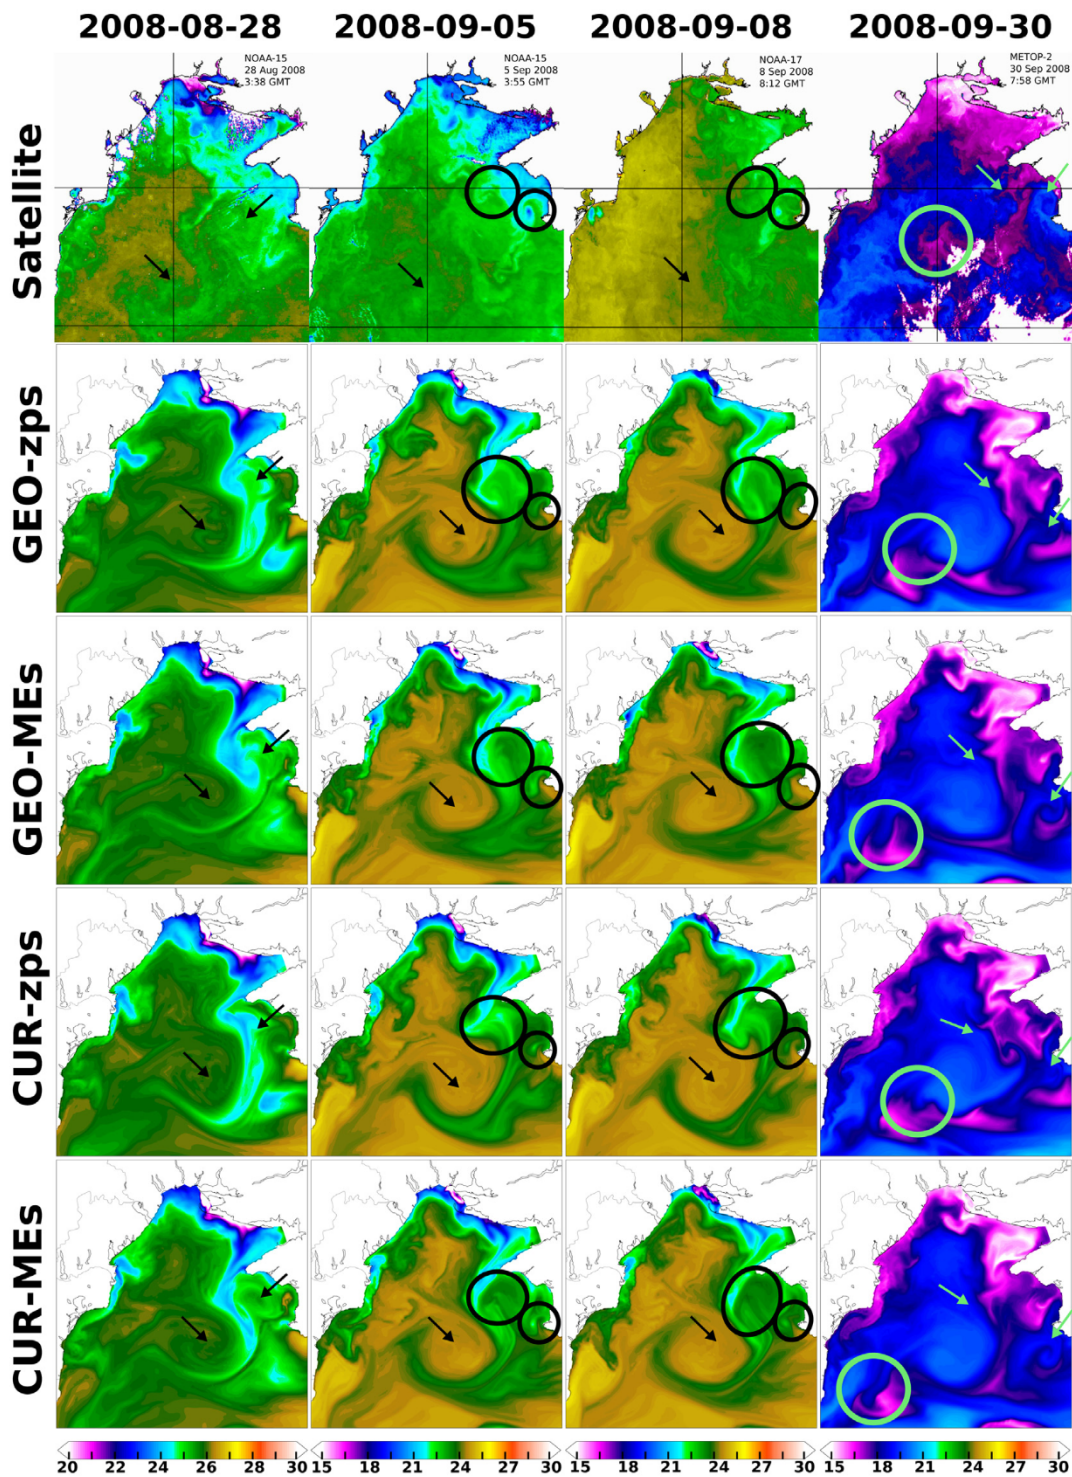 2008-08-28 2008-09-05 2008-09-08 2008-09-30
NOAA-15
28 Aug 2008
3:38 GMT
NOAA-15
5 Sep 2008
3:55 GMT
NOAA-17
8 Sep 2008
8:12 GMT
METOP-2
30 Sep 2008
7:58 GMT
Satellite
GEO-zps
GEO-MEs
CUR-zps
CUR-MEs
20 22 24 26 28 30 15 18 21 24 27 30 15 18 21 24 27 30 15 18 21 24 27 30